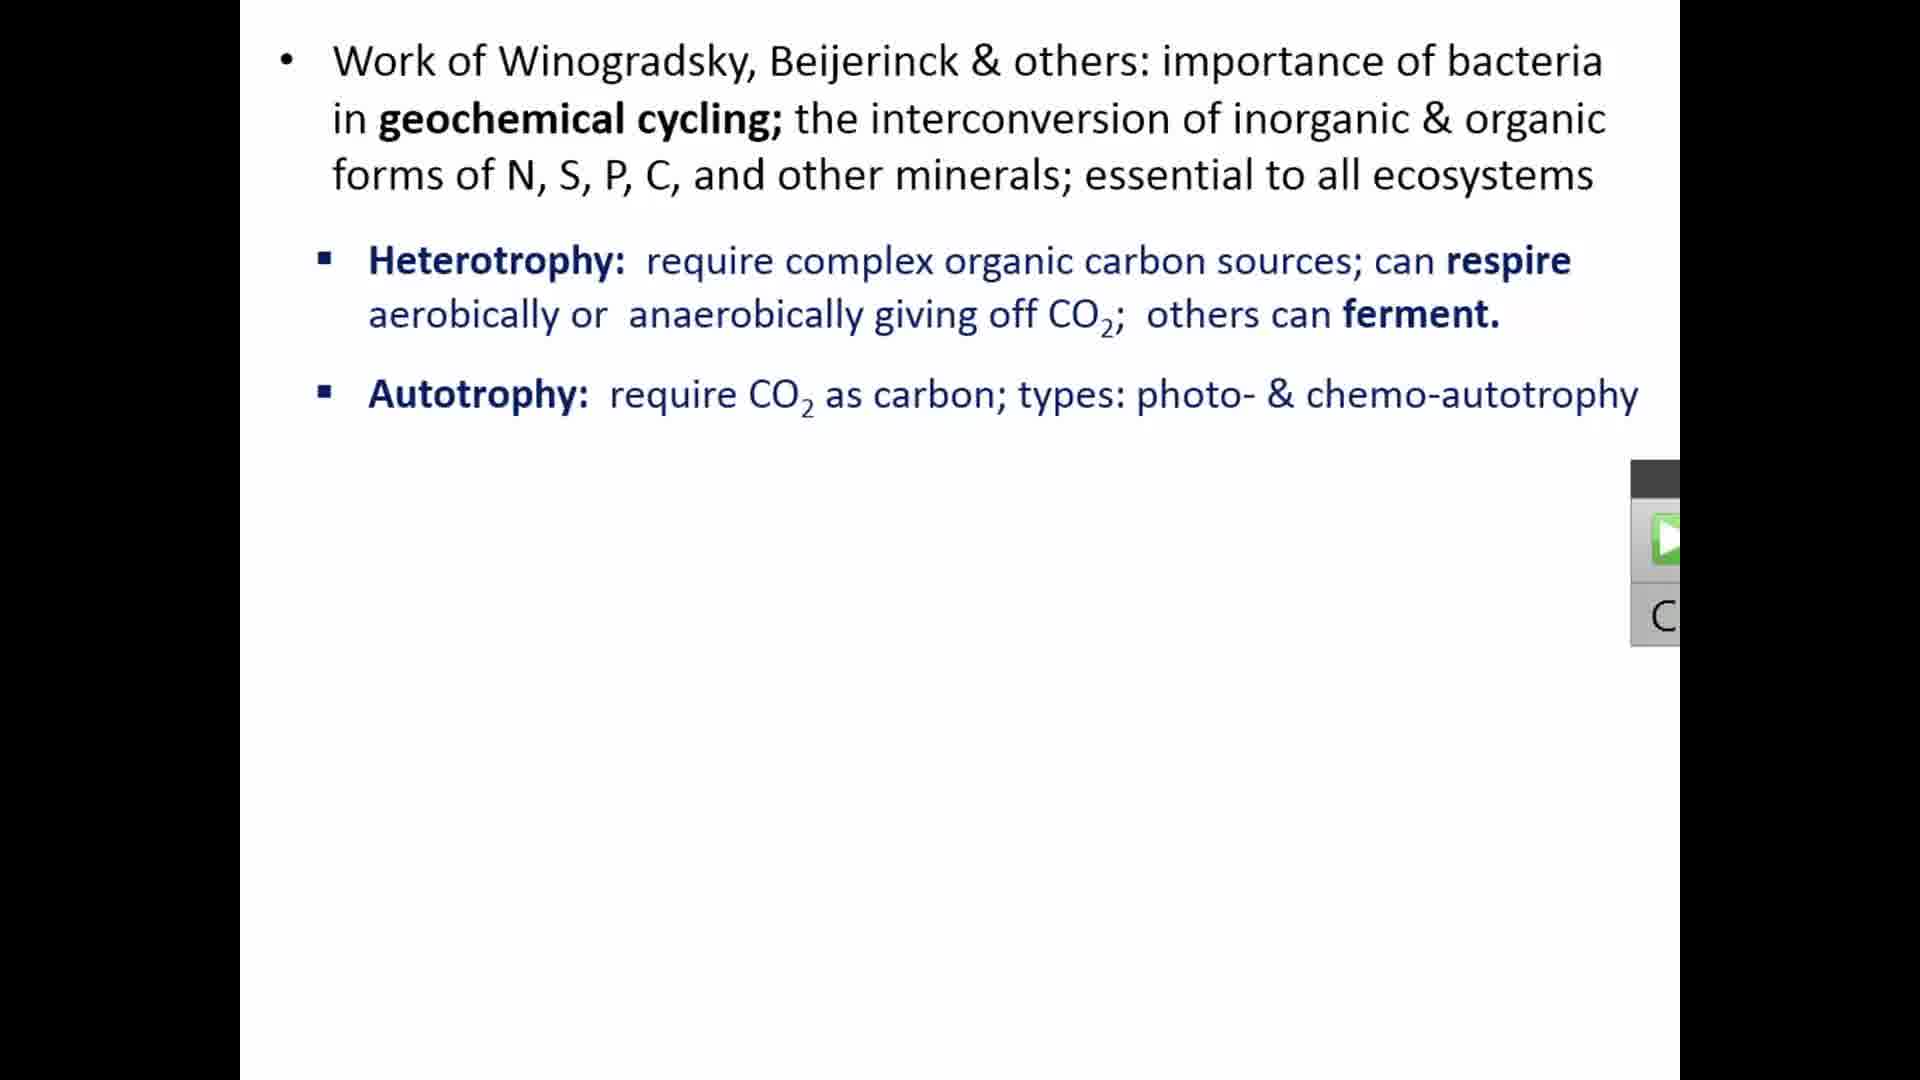 • Work of Winogradsky, Beijerinck & others: importance of bacteria
in geochemical cycling; the interconversion of inorganic & organic
forms of N, S, P, C, and other minerals; essential to all ecosystems
▪ Heterotrophy: require complex organic carbon sources; can respire
aerobically or anaerobically giving off CO₂; others can ferment.
▪ Autotrophy: require CO₂ as carbon; types: photo- & chemo-autotrophy
C